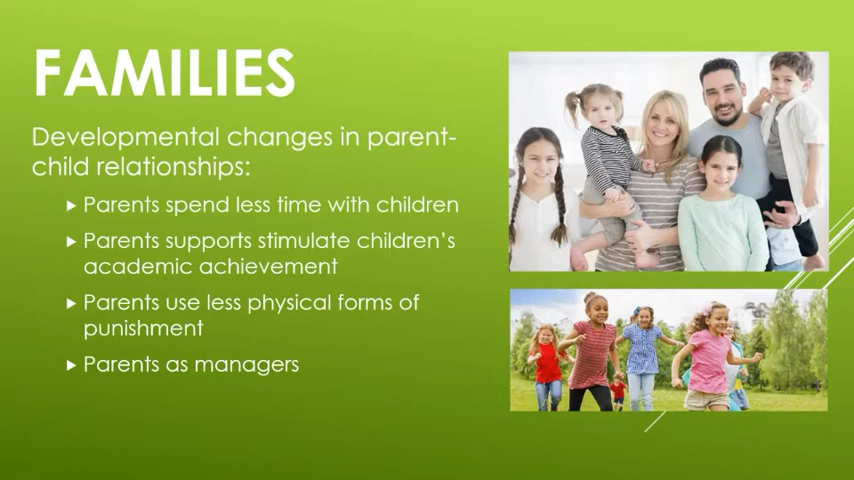 FAMILIES
Developmental changes in parent-
child relationships:
Parents spend less time with children
Parents supports stimulate children's
academic achievement
Parents use less physical forms of
punishment
Parents as managers